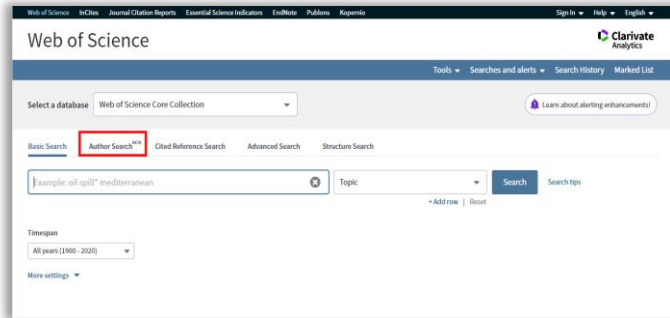 Web of Science InCites Journal Citation Reports Essential Science Indicators EndNote Publons Kopernio Sign In Help English
Web of Science
Clarivate
Analytics
Tools Searches and alerts Search History Marked List
Select a database Web of Science Core Collection
Learn about alerting enhancements!
Basic Search Author Search BETA Cited Reference Search Advanced Search Structure Search
Example: oil spill* mediterranean Topic Search Search tips
+ Add row | Reset
Timespan
All years (1900 - 2020)
More settings